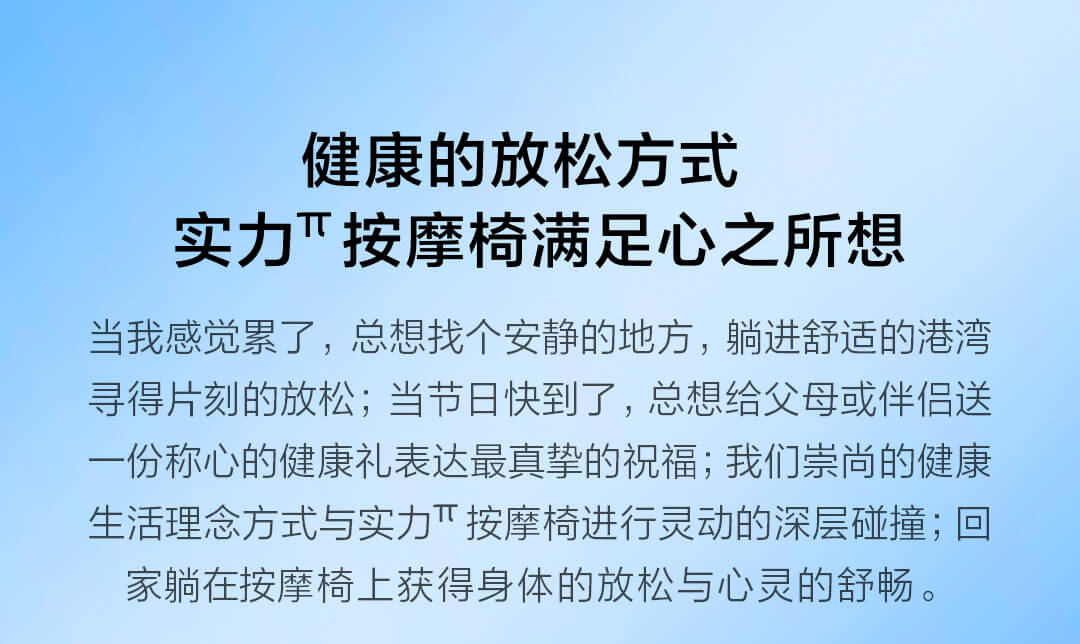 健康的放松方式
实力π按摩椅满足心之所想
当我感觉累了，总想找个安静的地方，躺进舒适的港湾
寻得片刻的放松；当节日快到了，总想给父母或伴侣送
一份称心的健康礼表达最真挚的祝福；我们崇尚的健康
生活理念方式与实力π按摩椅进行灵动的深层碰撞；回
家躺在按摩椅上获得身体的放松与心灵的舒畅。